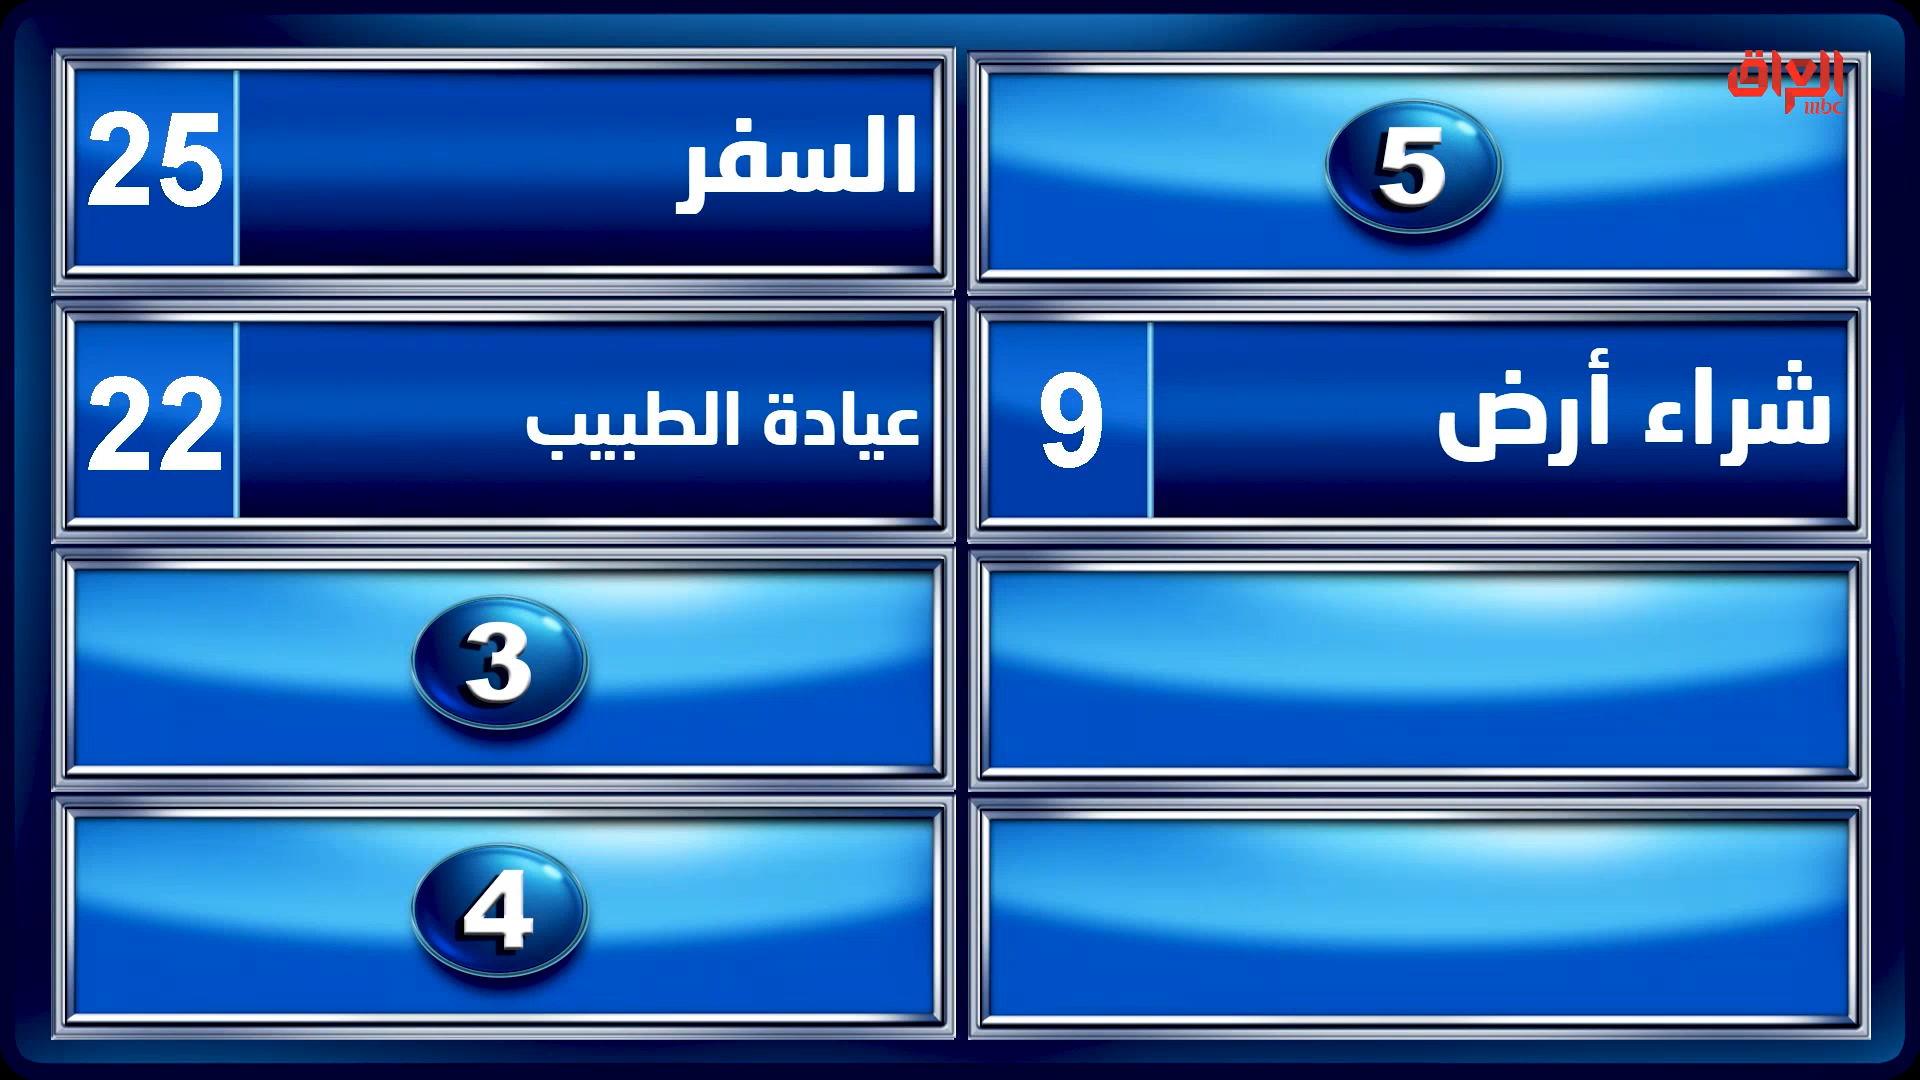 العراق
mbc
السفر 25
5
عيادة الطبيب 22
شراء أرض 9
3
4